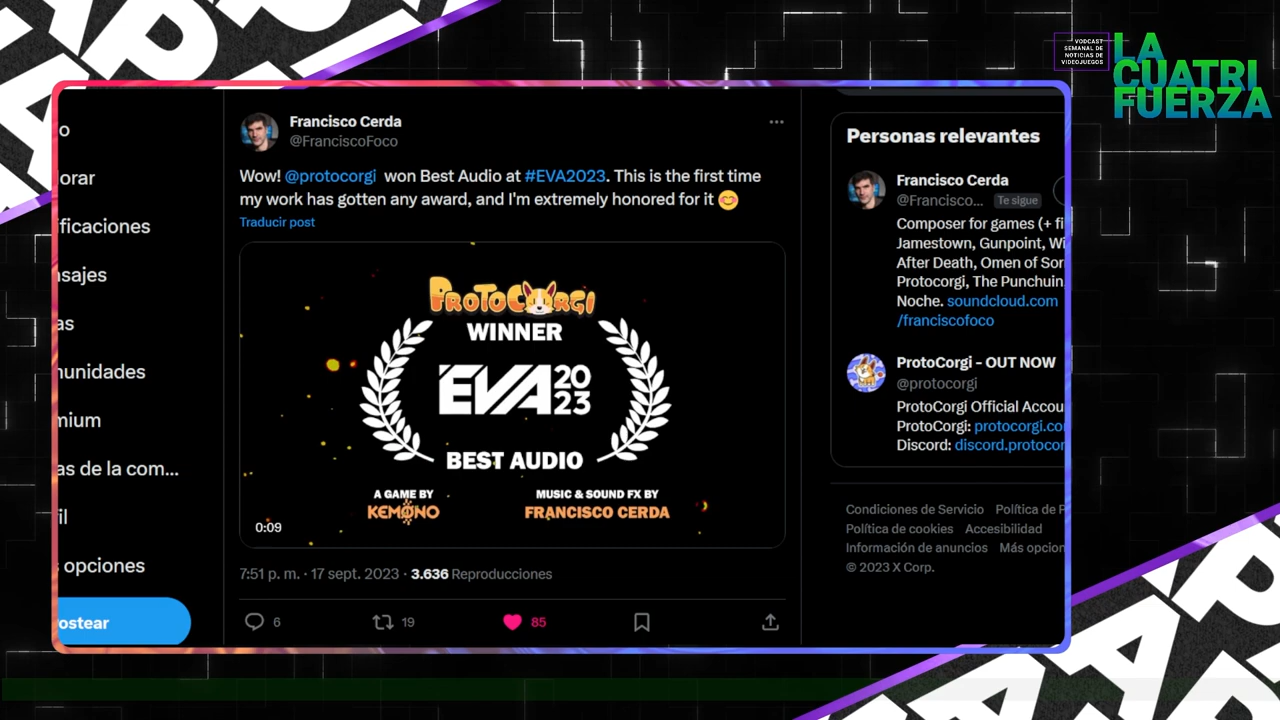 VODCAST
SEMANAL DE
NOTICIAS DE
VIDEOJUEGOS
LA
CUATRI
FUERZA
o
orar
ificaciones
nsajes
as
nunidades
mium
as de la com...
fil
s opciones
ostear
Francisco Cerda
@FranciscoFoco
Wow! @protocorgi won Best Audio at #EVA2023. This is the first time
my work has gotten any award, and I'm extremely honored for it
Traducir post
PROTOCORGI
WINNER
EVA 2023
BEST AUDIO
A GAME BY
KEMONO
MUSIC & SOUND FX BY
FRANCISCO CERDA
0:09
7:51 p. m. · 17 sept. 2023 · 3.636 Reproducciones
6
19
85
Personas relevantes
Francisco Cerda
@Francisco... Te sigue
Composer for games (+ fi
Jamestown, Gunpoint, Wi
After Death, Omen of Sor
Protocorgi, The Punchuin
Noche. soundcloud.com
/franciscofoco
ProtoCorgi - OUT NOW
@protocorgi
ProtoCorgi Official Accou
ProtoCorgi: protocorgi.co
Discord: discord.protocor
Condiciones de Servicio Política de P
Política de cookies Accesibilidad
Información de anuncios Más opcion
© 2023 X Corp.